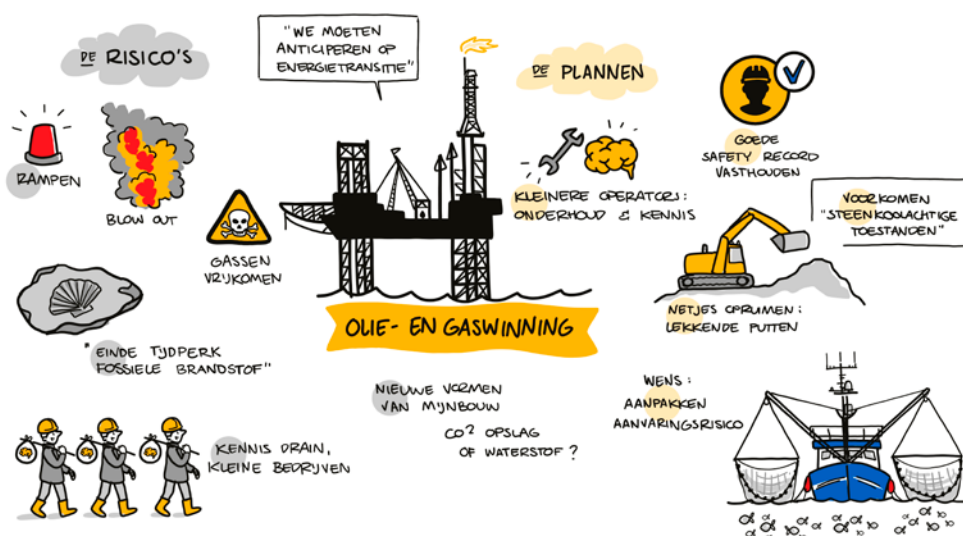 DE RISICO'S
"WE MOETEN
ANTICIPEREN OP
ENERGIETRANSITIE"
DE PLANNEN
RAMPEN
BLOW OUT
GASSEN
VRIJKOMEN
KLEINERE OPERATORS:
ONDERHOUD & KENNIS
GOEDE
SAFETY RECORD
VASTHOUDEN
VOORKOMEN
"STEENKOOLACHTIGE
TOESTANDEN"
NETJES OPRUIMEN:
LEKKENDE PUTTEN
OLIE- EN GASWINNING
"EINDE TIJDPERK
FOSSIELE BRANDSTOF"
NIEUWE VORMEN
VAN MIJNBOUW
CO² OPSLAG
OF WATERSTOF?
WENS:
AANPAKKEN
AANVARINGSRISICO
KENNIS DRAIN,
KLEINE BEDRIJVEN